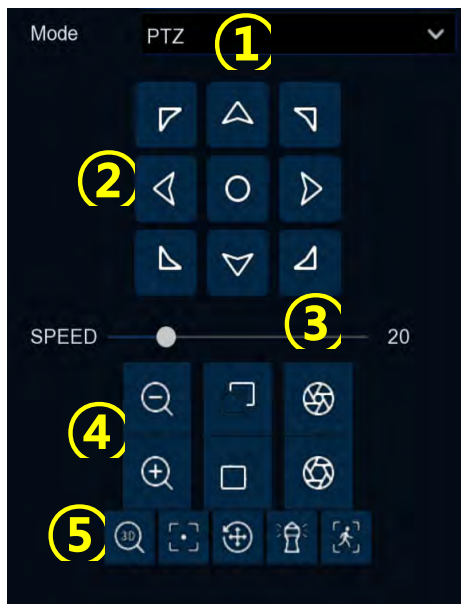 Mode PTZ
①
②
③
SPEED 20
④
⑤ 3D